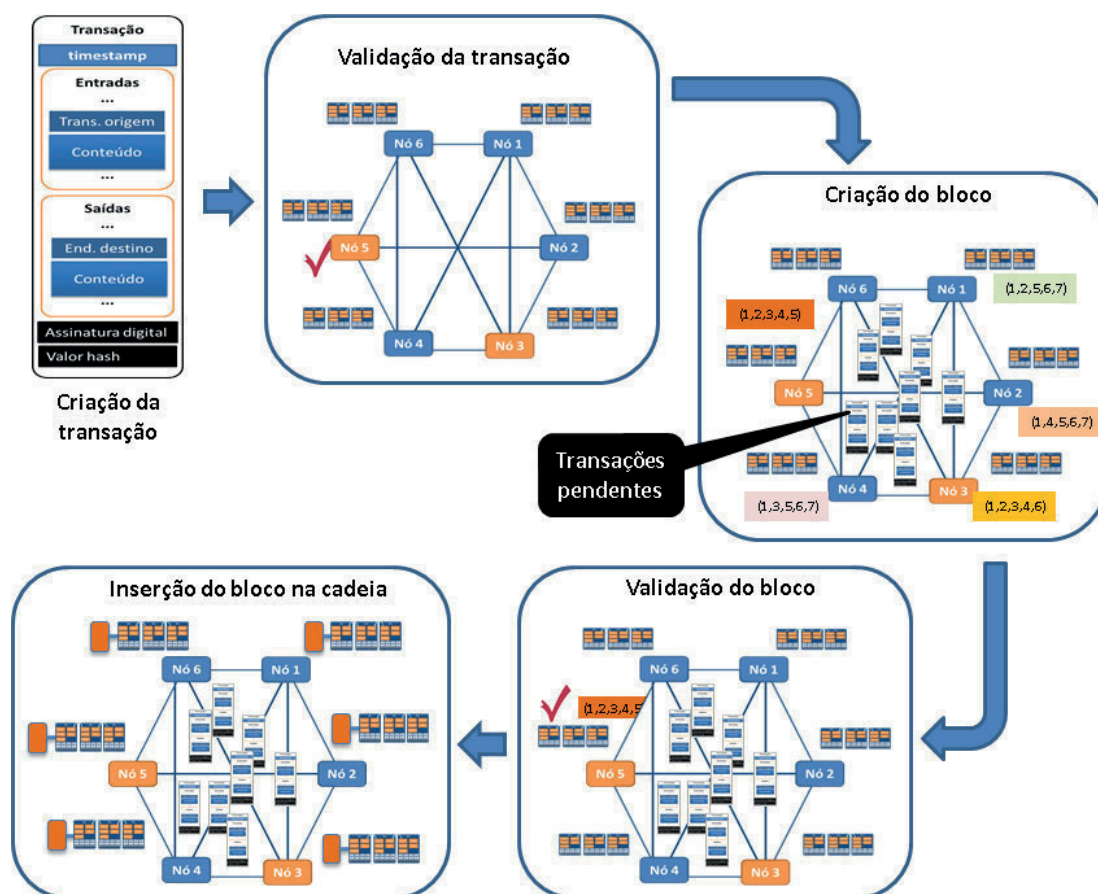 Transação
timestamp
Entradas
...
Trans. origem
Conteúdo
...
Saídas
...
End. destino
Conteúdo
...
Assinatura digital
Valor hash
Criação da
transação
Validação da transação
Nó 6
Nó 1
Nó 5
Nó 2
Nó 4
Nó 3
Criação do bloco
Nó 6
Nó 1
(1,2,5,6,7)
(1,2,3,4,5)
Nó 5
Nó 2
(1,4,5,6,7)
Transações
pendentes
Nó 4
Nó 3
(1,3,5,6,7)
(1,2,3,4,6)
Inserção do bloco na cadeia
Nó 6
Nó 1
Nó 5
Nó 2
Nó 4
Nó 3
Validação do bloco
Nó 6
Nó 1
(1,2,3,4,5
Nó 5
Nó 2
Nó 4
Nó 3